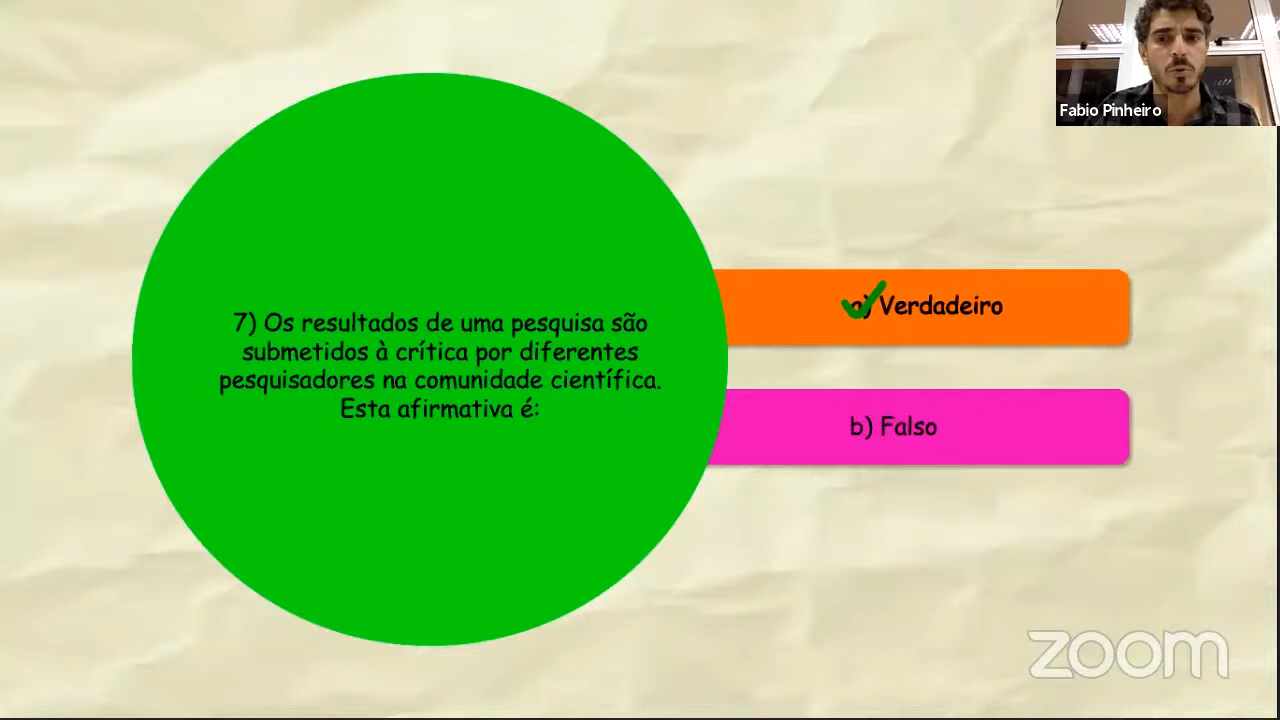 Fabio Pinheiro
7) Os resultados de uma pesquisa são
submetidos à crítica por diferentes
pesquisadores na comunidade científica.
Esta afirmativa é:
a) Verdadeiro
b) Falso
zoom